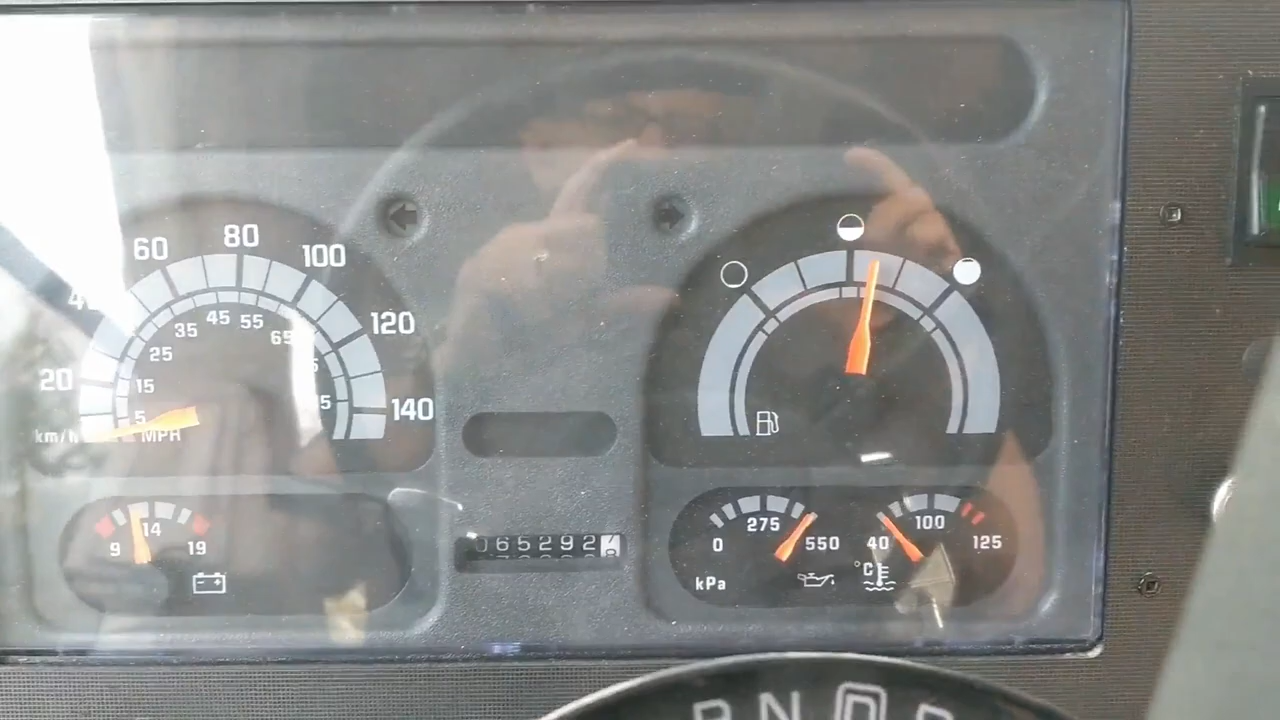 20 60 80 100 120 140
5 15 25 35 45 55 65
km/h MPH
9 14 19
065292
0 275 550
kPa
40 100 125
°C
P N D D